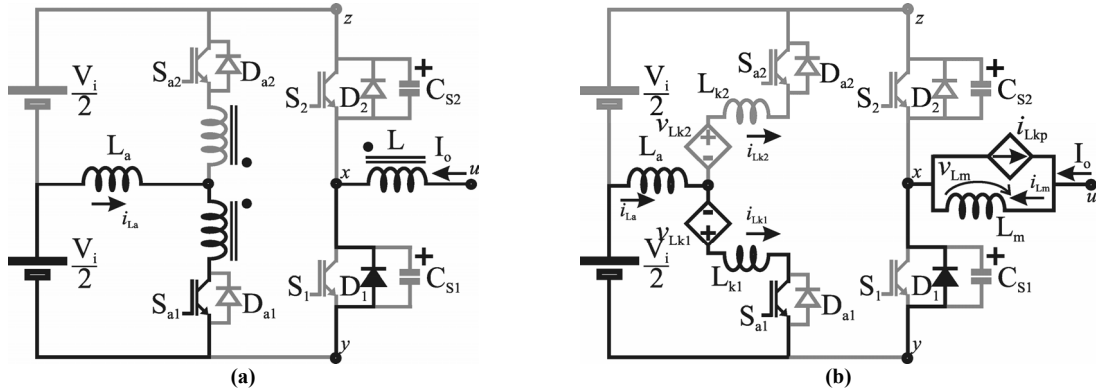 z
z
V_i/2
S_a2
D_a2
S_2
D_2
+
C_S2
L_a
i_La
x
L
I_o
u
V_i/2
S_a1
D_a1
S_1
D_1
+
C_S1
y
(a)
V_i/2
S_a2
D_a2
L_k2
v_Lk2
+
-
i_Lk2
S_2
D_2
+
C_S2
L_a
i_La
x
i_Lkp
v_Lm
i_Lm
L_m
I_o
u
V_i/2
v_Lk1
-
+
i_Lk1
L_k1
S_a1
D_a1
S_1
D_1
+
C_S1
y
(b)